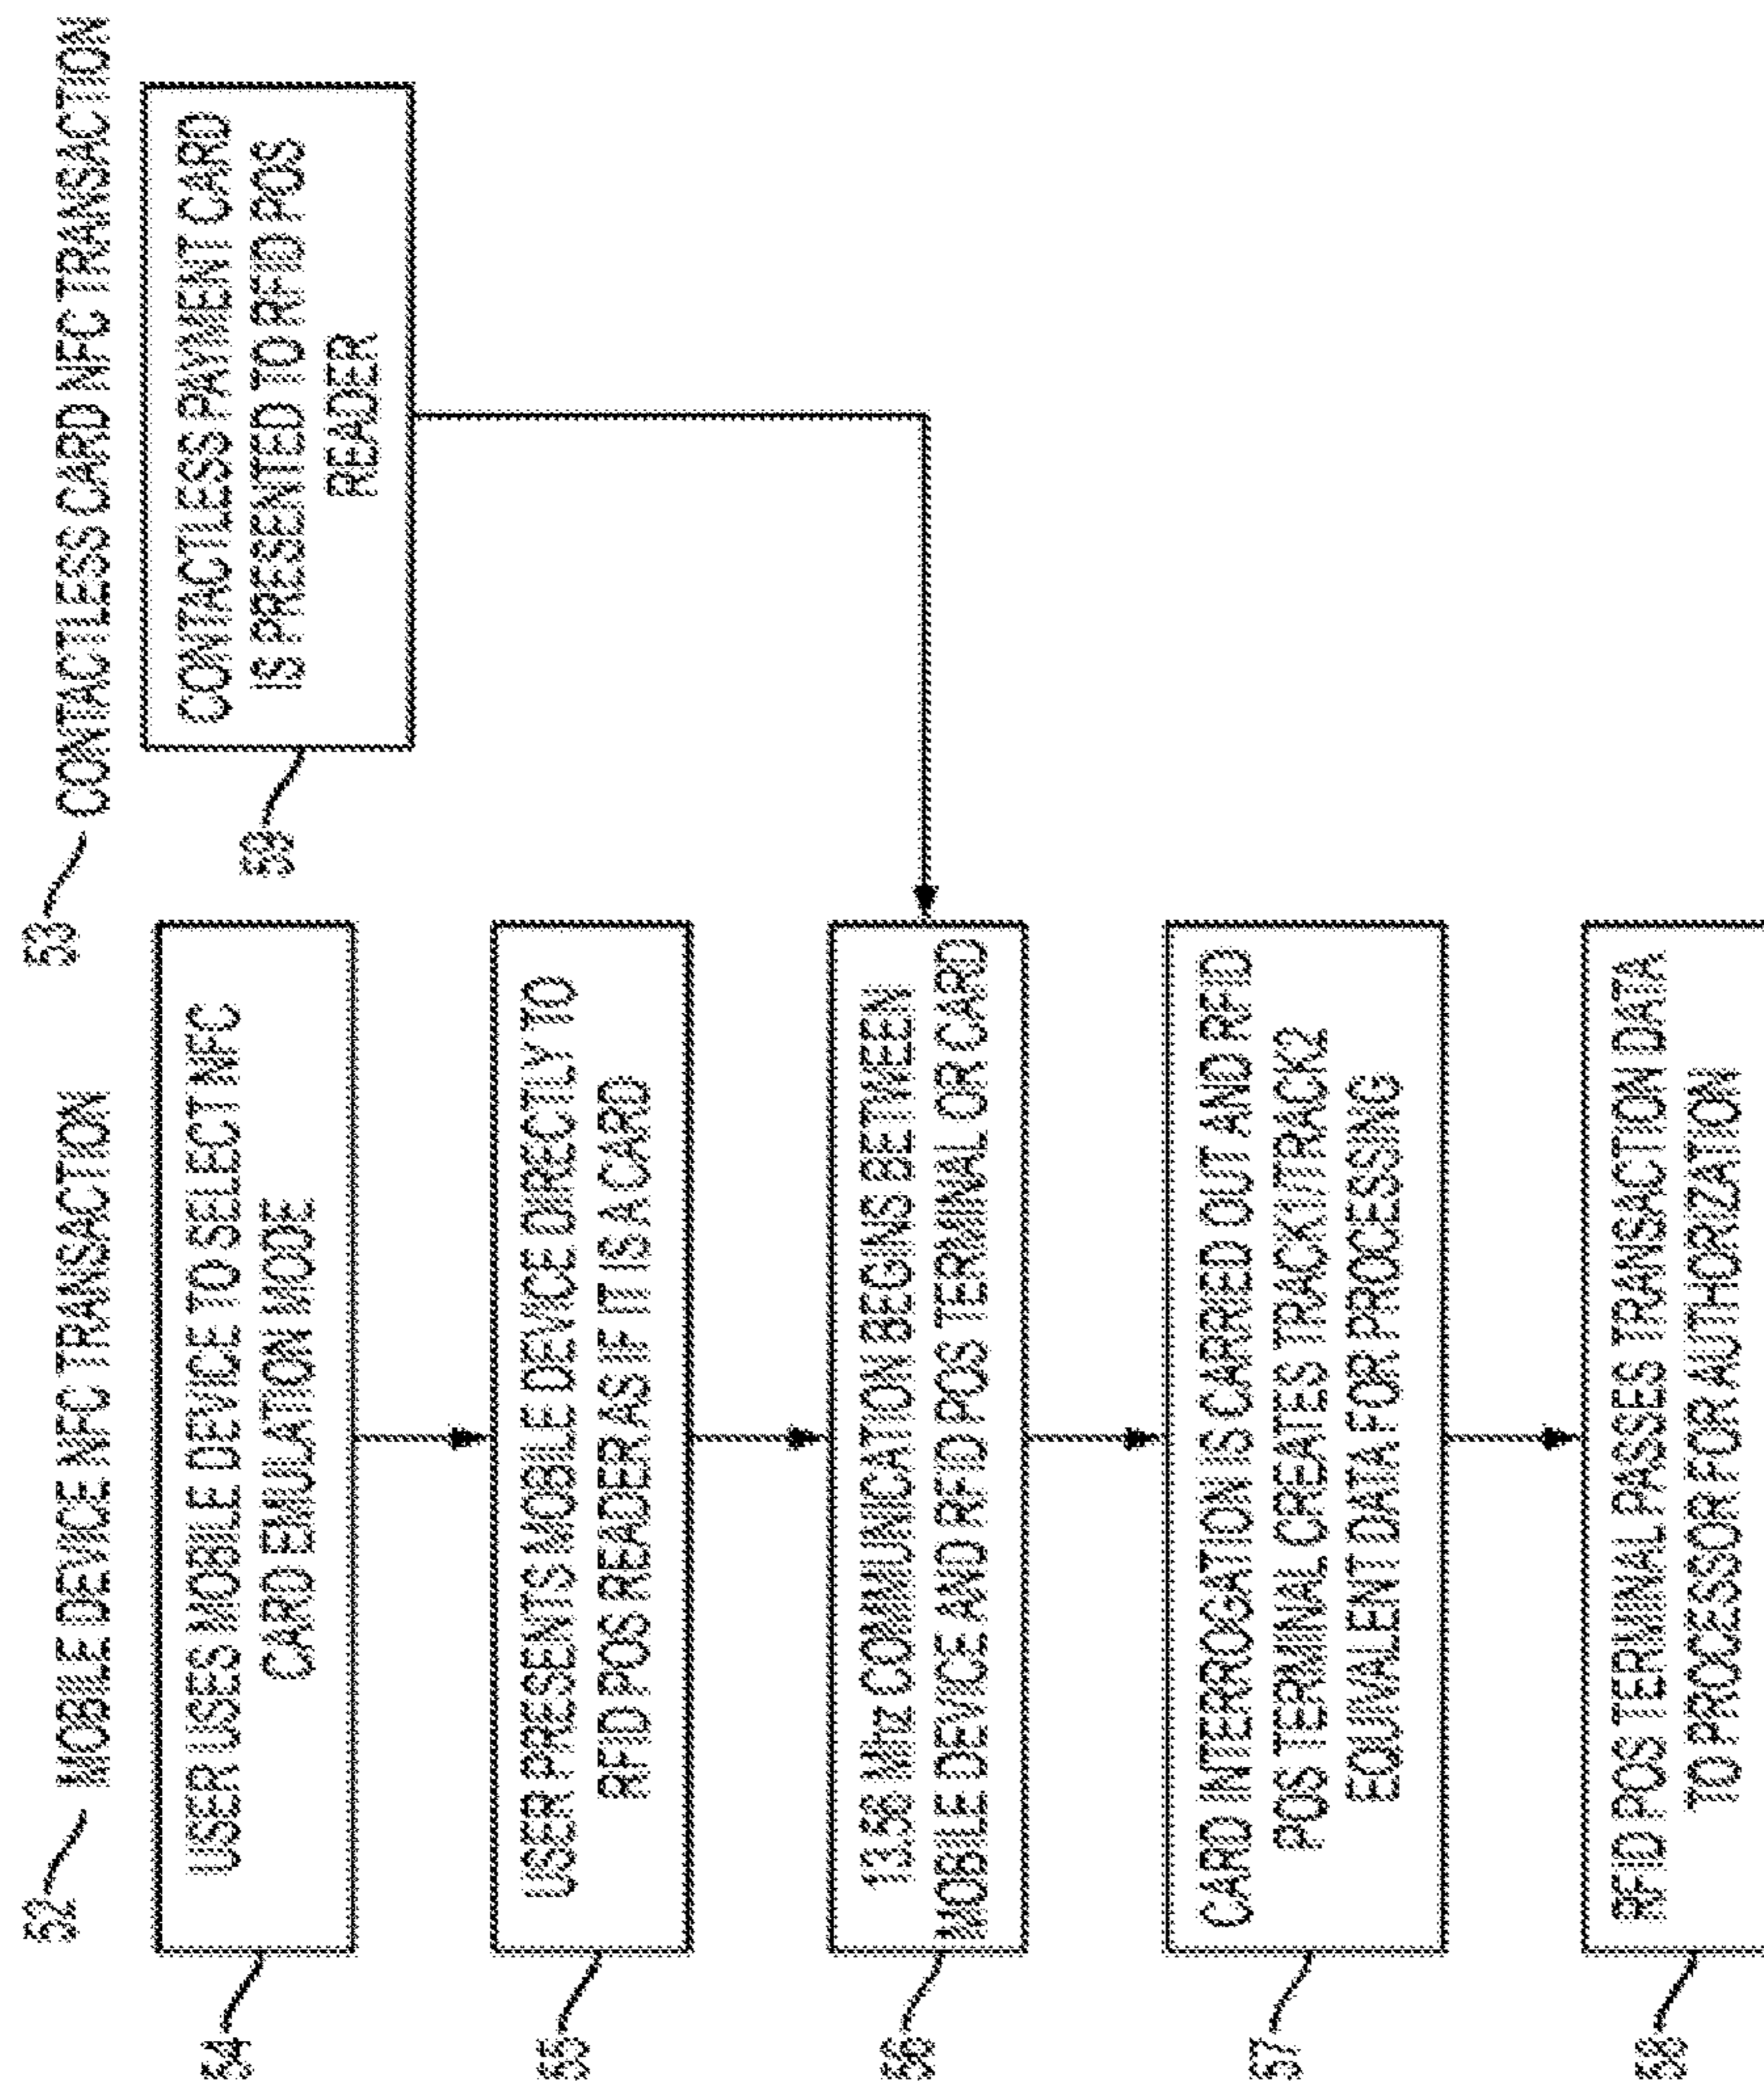 52 MOBILE DEVICE NFC TRANSACTION
54
USER USES MOBILE DEVICE TO SELECT NFC
CARD EMULATION MODE
55
USER PRESENTS MOBILE DEVICE DIRECTLY TO
RFID POS READER AS IF IT IS A CARD
56
13.56 Mhz COMMUNICATION BEGINS BETWEEN
MOBILE DEVICE AND RFID POS TERMINAL OR CARD
57
CARD INTERROGATION IS CARRIED OUT AND RFID
POS TERMINAL CREATES TRACK1/TRACK2
EQUIVALENT DATA FOR PROCESSING
58
RFID POS TERMINAL PASSES TRANSACTION DATA
TO PROCESSOR FOR AUTHORIZATION
53 CONTACTLESS CARD NFC TRANSACTION
59
CONTACTLESS PAYMENT CARD
IS PRESENTED TO RFID POS
READER